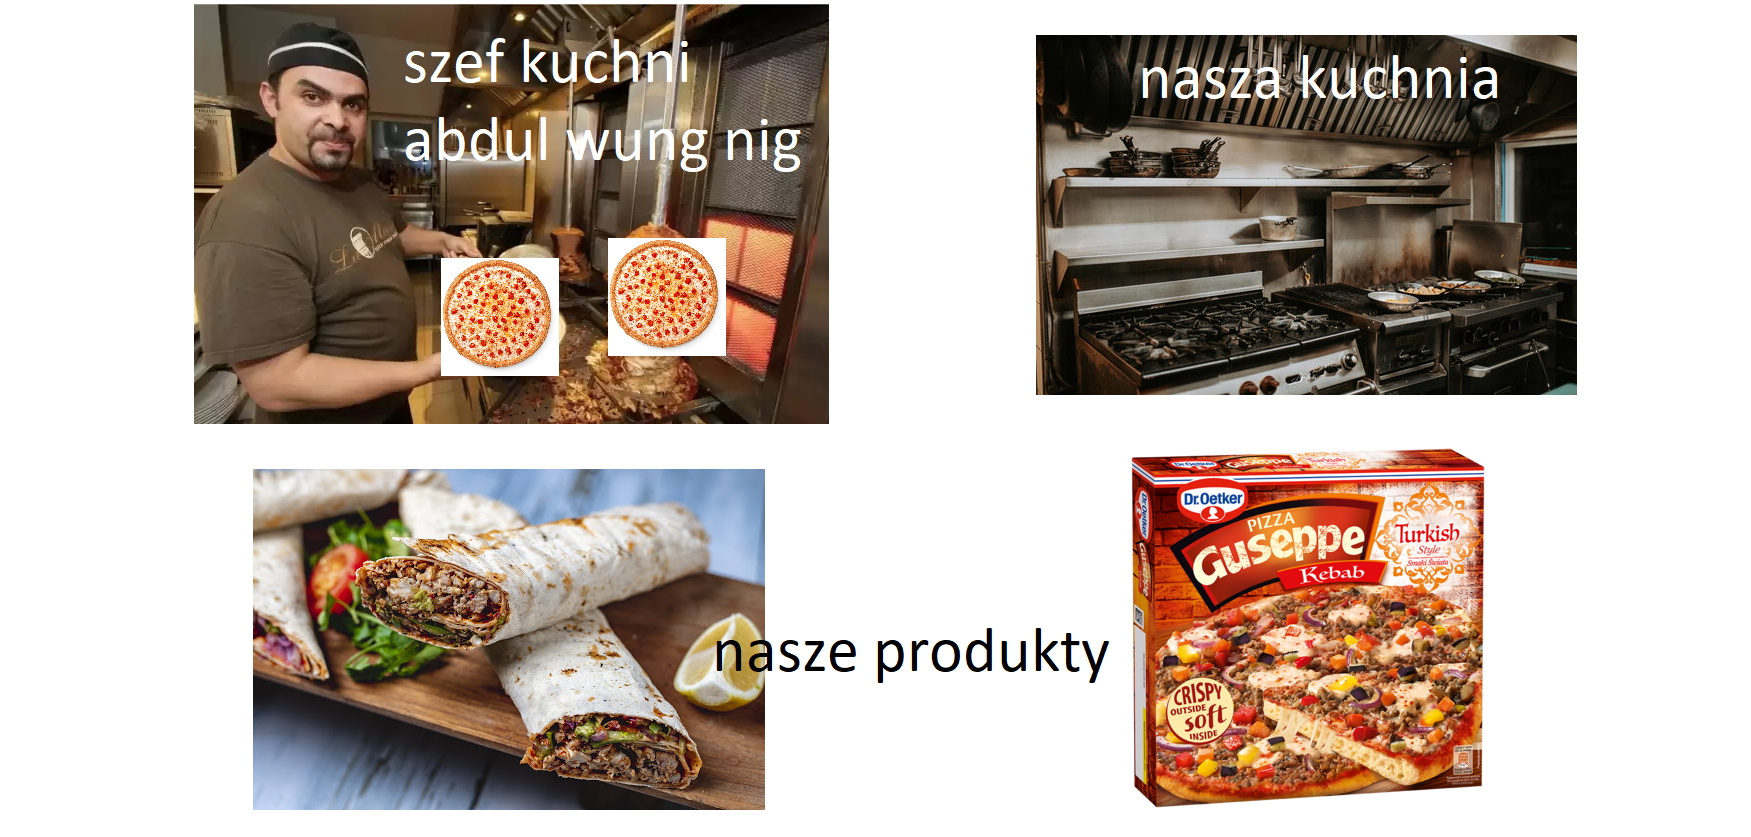 szef kuchni
abdul wung nig
nasza kuchnia
nasze produkty
Dr.Oetker
PIZZA
Guseppe
Kebab
Turkish
Style
Smaki Świata
CRISPY
OUTSIDE
soft
INSIDE